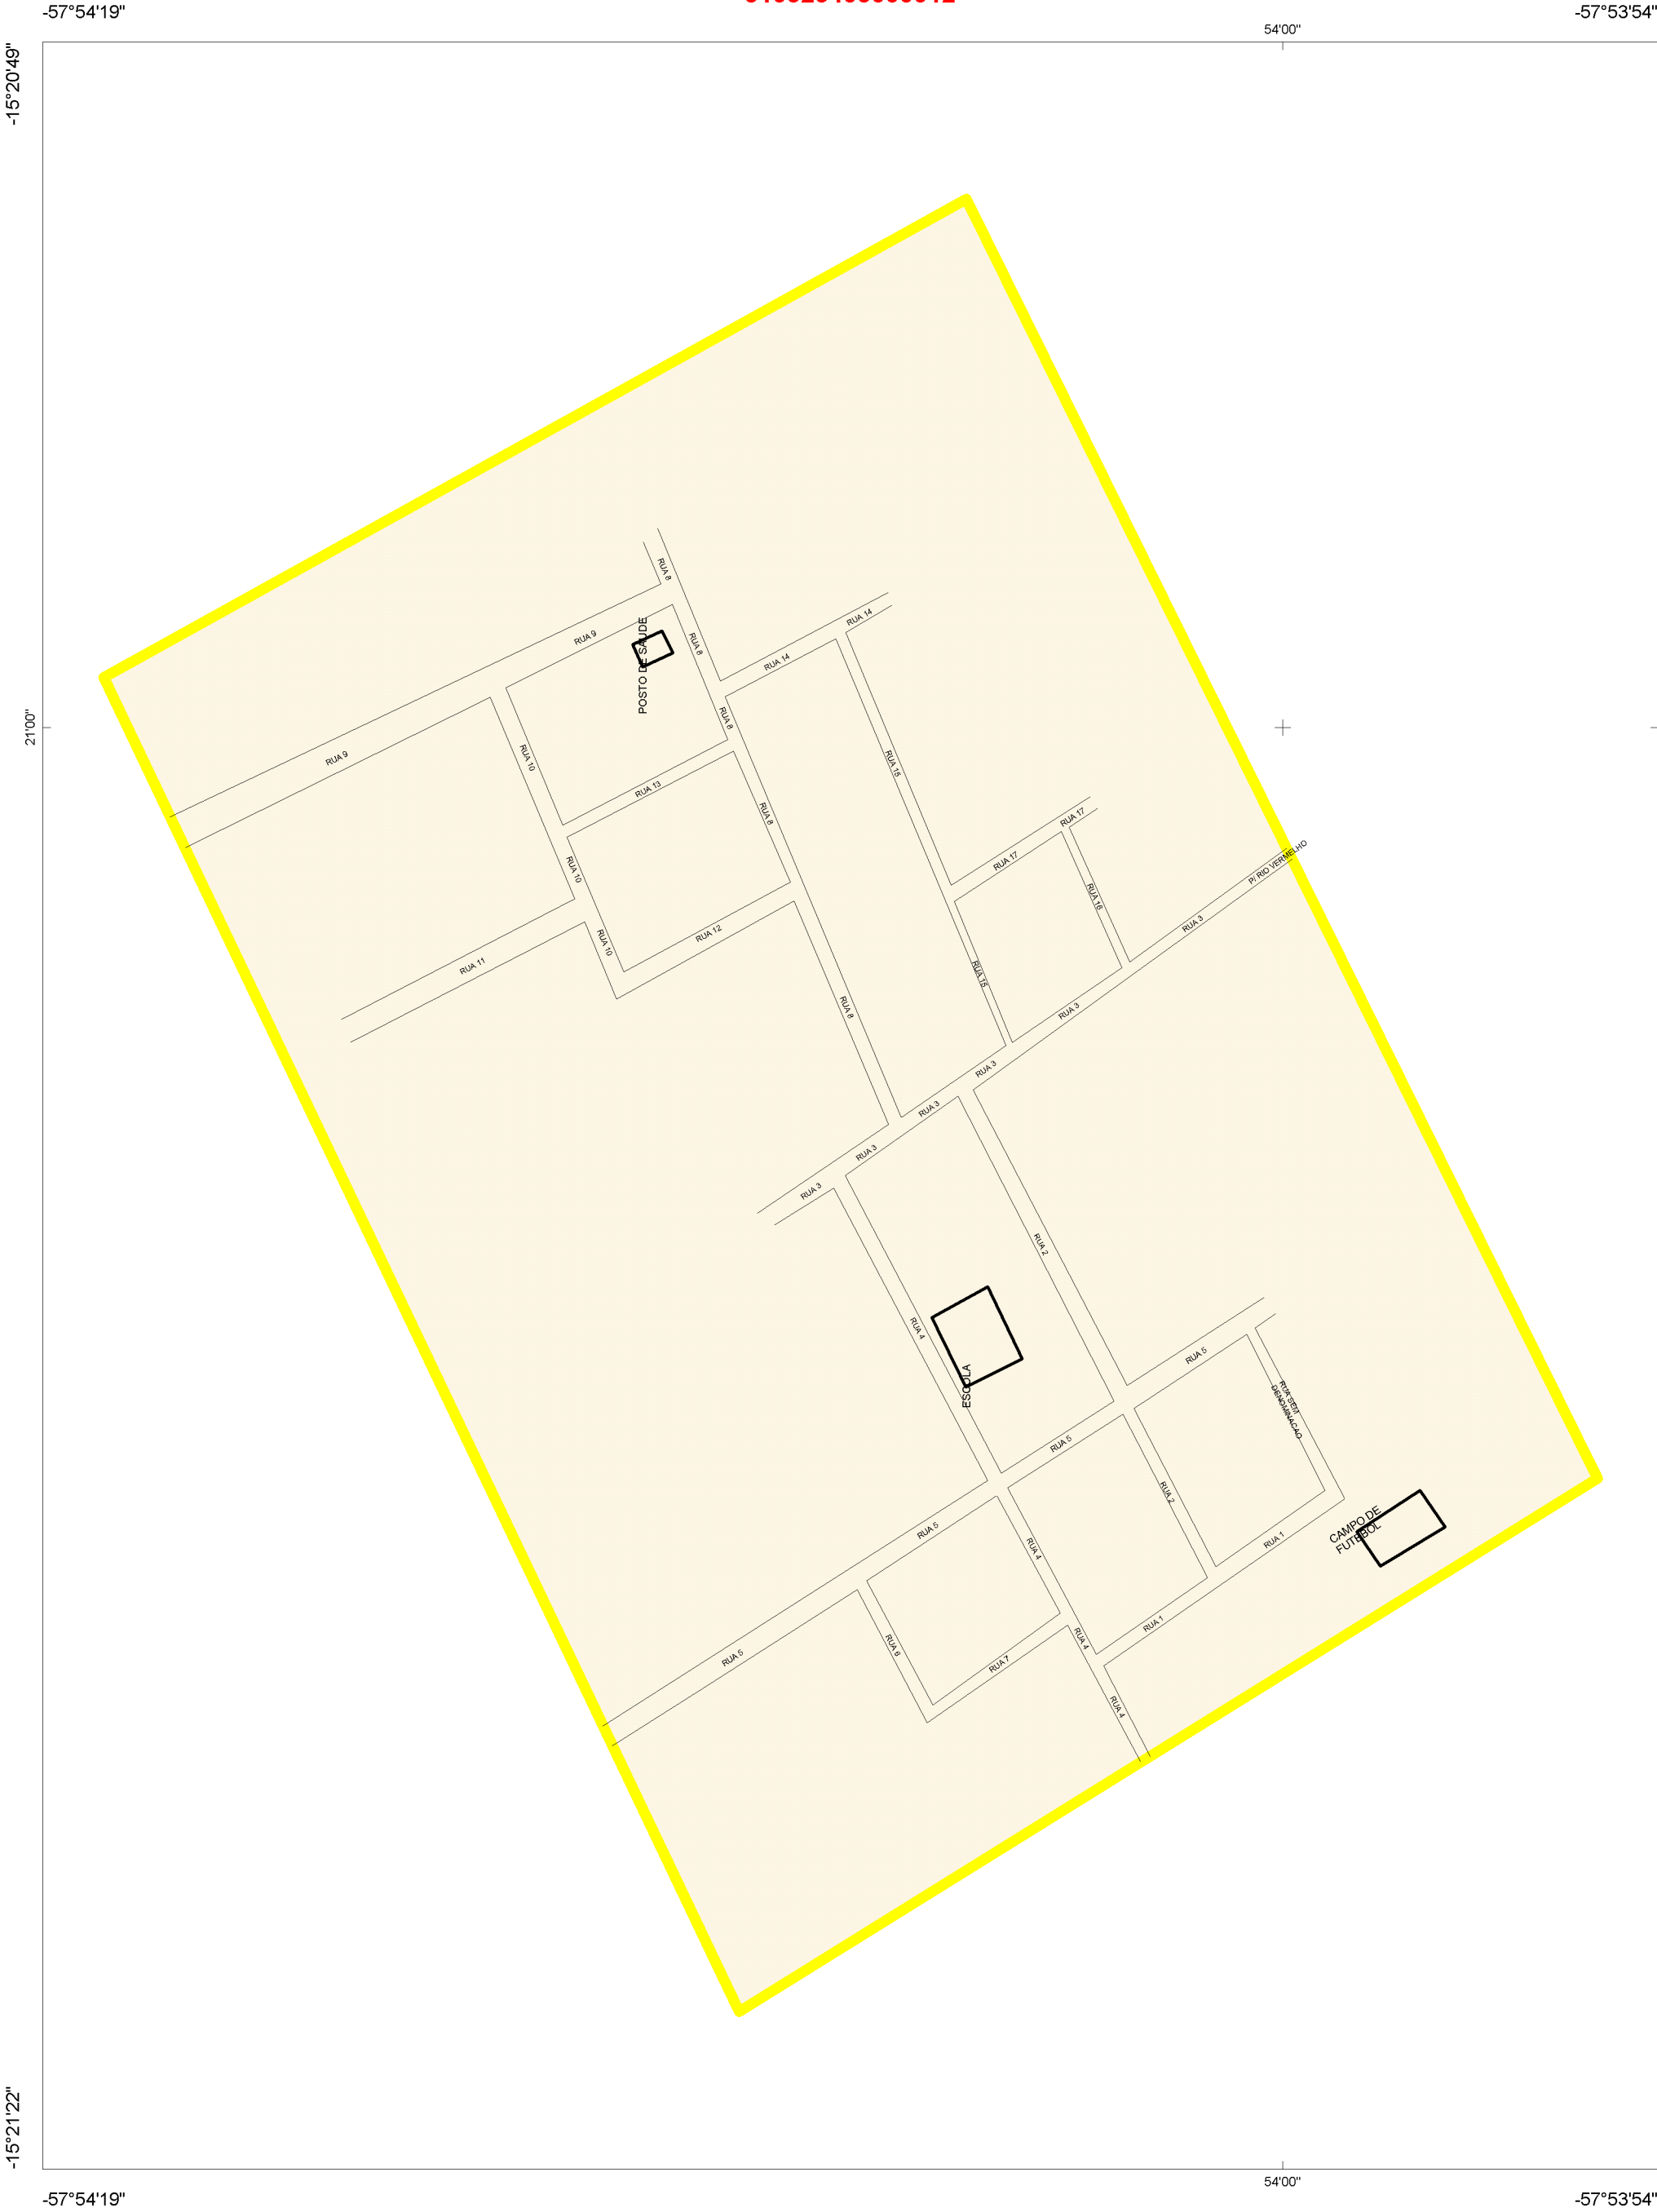 -57°54'19"
-57°53'54"
54'00"
-15°20'49"
RUA 8
RUA 14
POSTO DE SAUDE
RUA 9
RUA 8
RUA 14
RUA 8
21'00"
RUA 9
RUA 10
RUA 15
RUA 13
RUA 8
RUA 17
RUA 17
P/ RIO VERMELHO
RUA 10
RUA 16
RUA 3
RUA 12
RUA 10
RUA 11
RUA 15
RUA 8
RUA 3
RUA 3
RUA 3
RUA 3
RUA 3
RUA 2
RUA 4
RUA 5
ESCOLA
RUA SEM
DENOMINACAO
RUA 5
RUA 2
CAMPO DE
FUTEBOL
RUA 5
RUA 1
RUA 4
RUA 1
RUA 4
RUA 6
RUA 5
RUA 7
RUA 4
-15°21'22"
54'00"
-57°54'19"
-57°53'54"